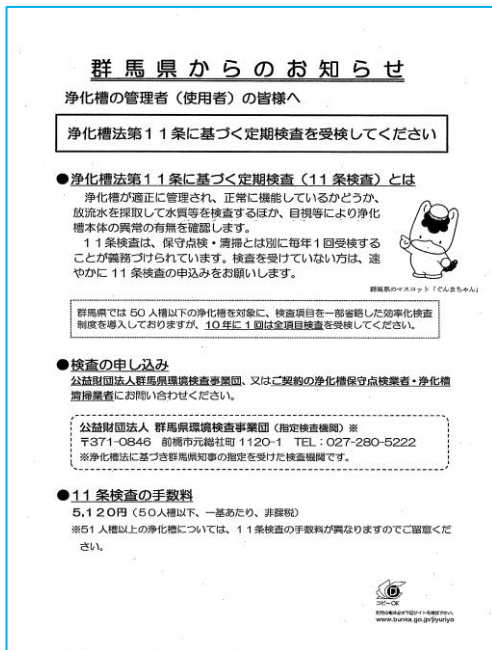 群馬県からのお知らせ
浄化槽の管理者（使用者）の皆様へ
浄化槽法第１１条に基づく定期検査を受検してください
●浄化槽法第１１条に基づく定期検査（11条検査）とは
浄化槽が適正に管理され、正常に機能しているかどうか、
放流水を採取して水質等を検査するほか、目視等により浄化
槽本体の異常の有無を確認します。
１１条検査は、保守点検・清掃とは別に毎年１回受検する
ことが義務づけられています。検査を受けていない方は、速
やかに 11 条検査の申込みをお願いします。
群馬県のマスコット「ぐんまちゃん」
群馬県では 50 人槽以下の浄化槽を対象に、検査項目を一部省略した効率化検査
制度を導入しておりますが、10年に１回は全項目検査を受検してください。
●検査の申し込み
公益財団法人群馬県環境検査事業団、又はご契約の浄化槽保守点検業者・浄化槽
清掃業者にお問い合わせください。
公益財団法人 群馬県環境検査事業団（指定検査機関）※
〒371-0846 前橋市元総社町 1120-1 TEL：027-280-5222
※浄化槽法に基づき群馬県知事の指定を受けた検査機関です。
●11 条検査の手数料
5,120円（５０人槽以下、一基あたり、非課税）
※51 人槽以上の浄化槽については、１１条検査の手数料が異なりますのでご留意くだ
さい。
コピーOK
www.bunka.go.jp/jiyuriyo